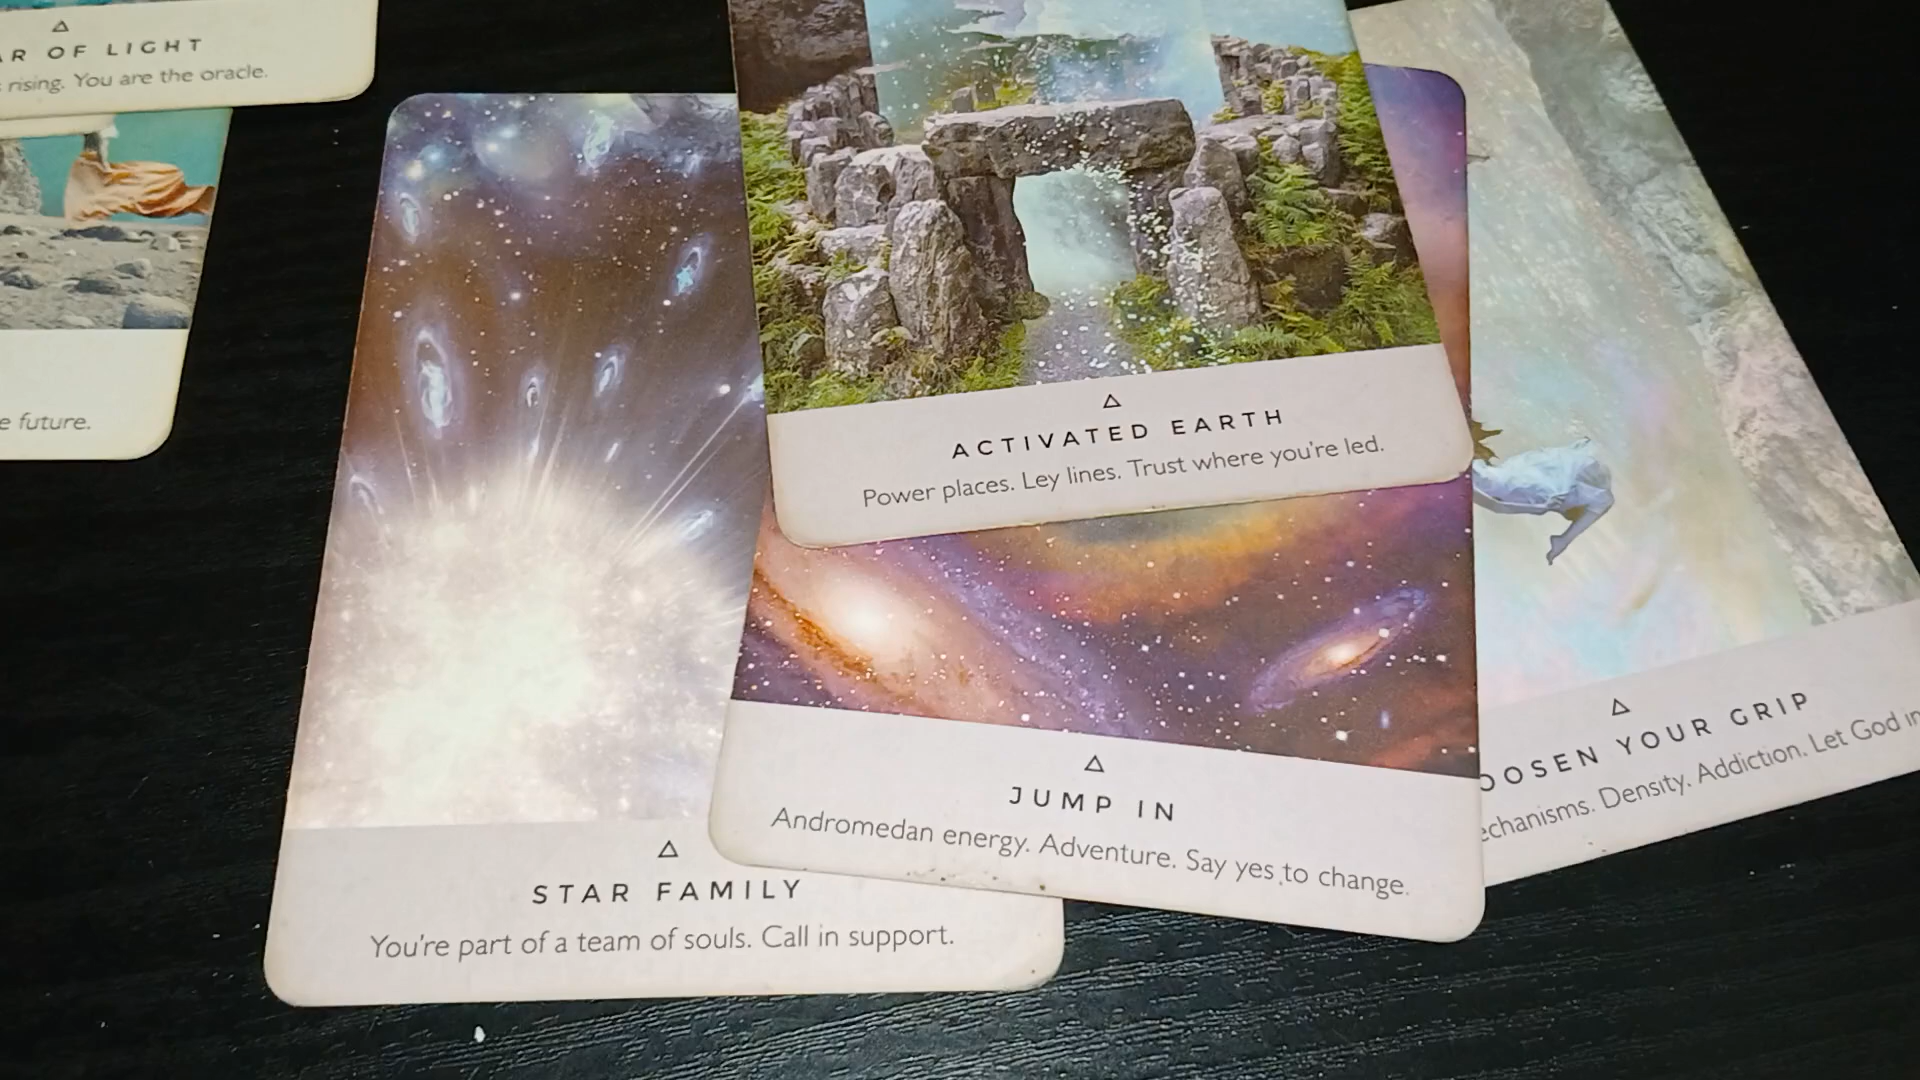 OF LIGHT
rising. You are the oracle.
future.
ACTIVATED EARTH
Power places. Ley lines. Trust where you're led.
JUMP IN
Andromedan energy. Adventure. Say yes to change.
STAR FAMILY
You're part of a team of souls. Call in support.
YOUR GRIP
Density. Addiction. Let God in